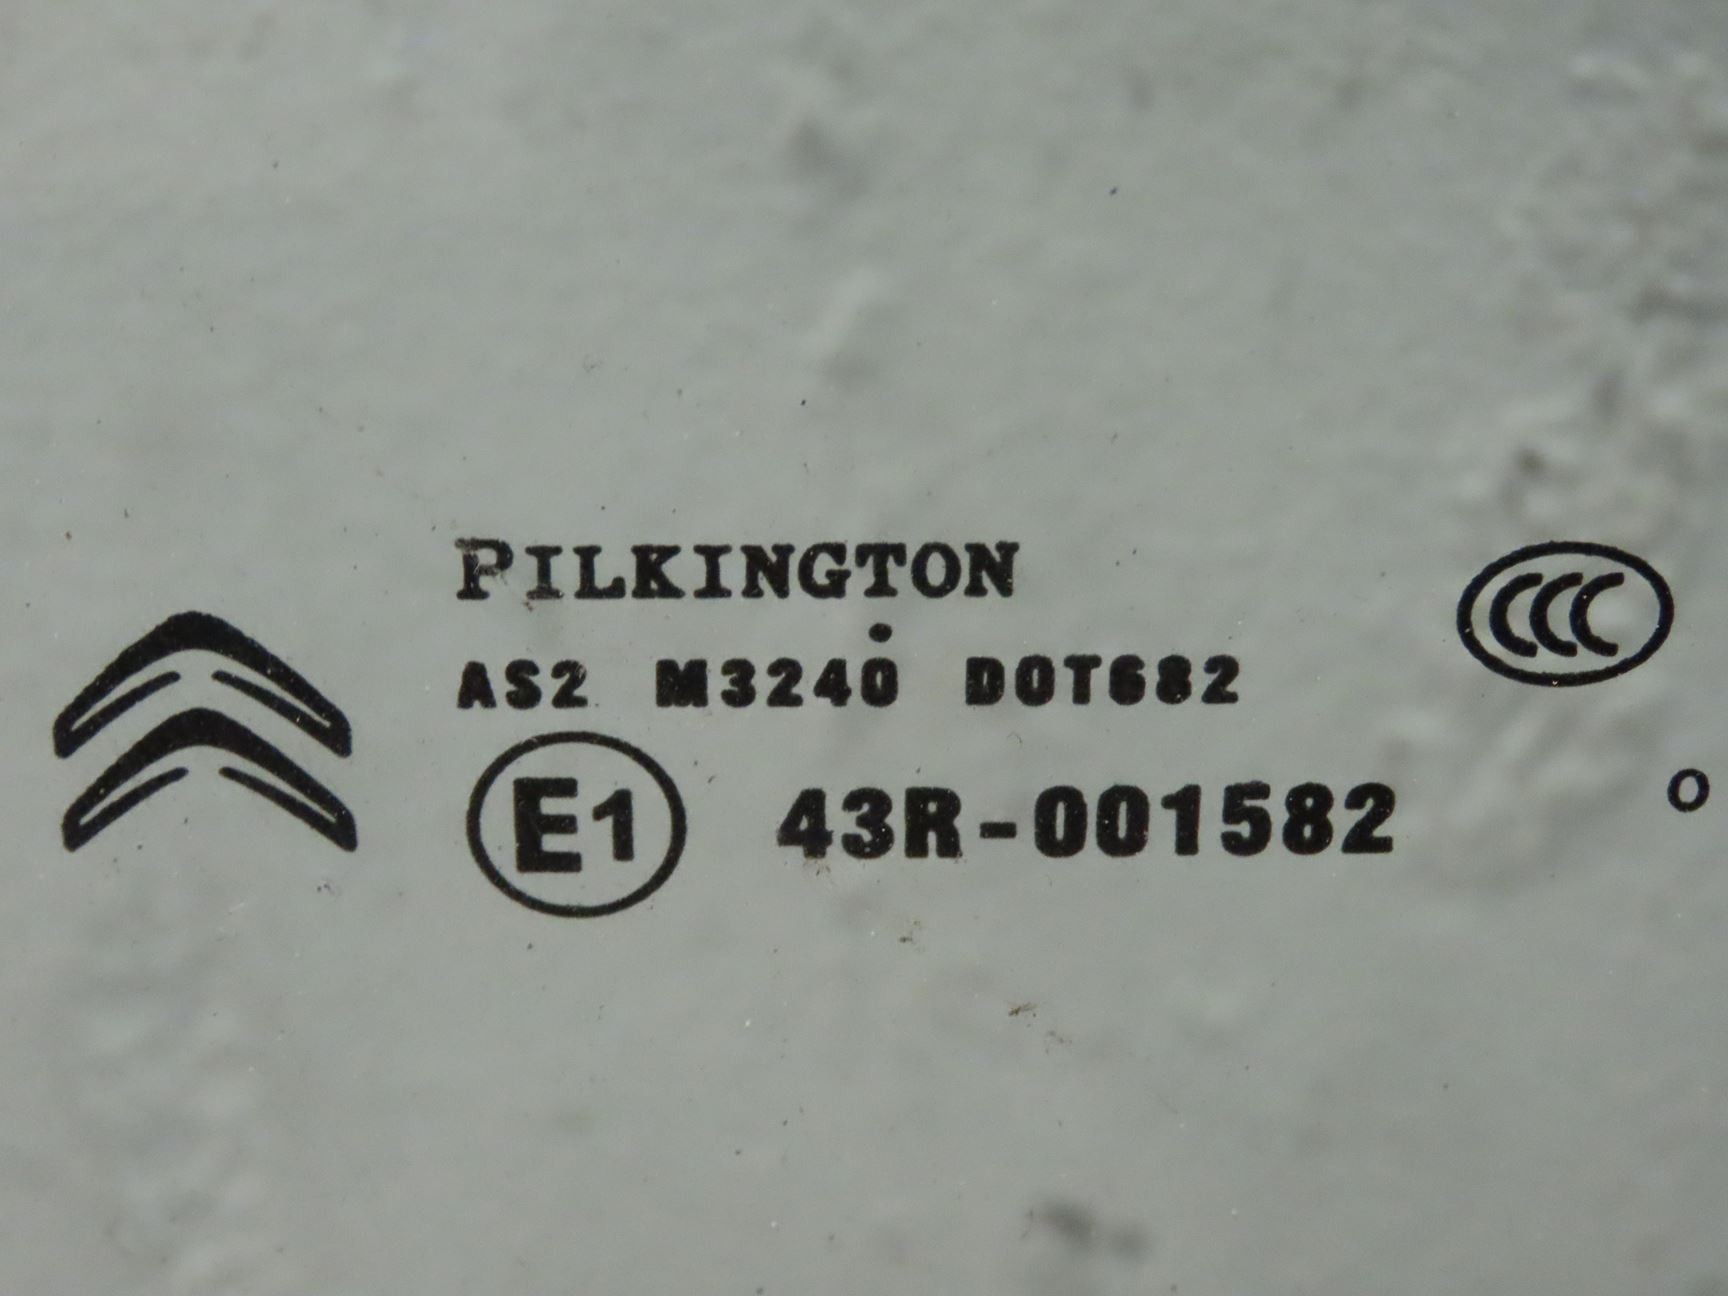 PILKINGTON
AS2 M3240 DOT682
CCC
E1 43R-001582